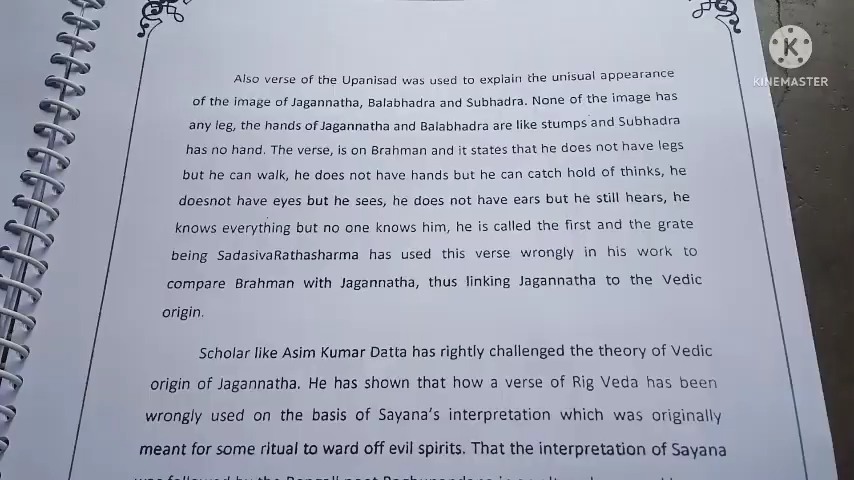 Also verse of the Upanisad was used to explain the unisual appearance
of the image of Jagannatha, Balabhadra and Subhadra. None of the image has
any leg, the hands of Jagannatha and Balabhadra are like stumps and Subhadra
has no hand. The verse, is on Brahman and it states that he does not have legs
but he can walk, he does not have hands but he can catch hold of thinks, he
doesnot have eyes but he sees, he does not have ears but he still hears, he
knows everything but no one knows him, he is called the first and the grate
being SadasivaRathasharma has used this verse wrongly in his work to
compare Brahman with Jagannatha, thus linking Jagannatha to the Vedic
origin.
Scholar like Asim Kumar Datta has rightly challenged the theory of Vedic
origin of Jagannatha. He has shown that how a verse of Rig Veda has been
wrongly used on the basis of Sayana's interpretation which was originally
meant for some ritual to ward off evil spirits. That the interpretation of Sayana
was followed by the Bengali poet
K
KINEMASTER